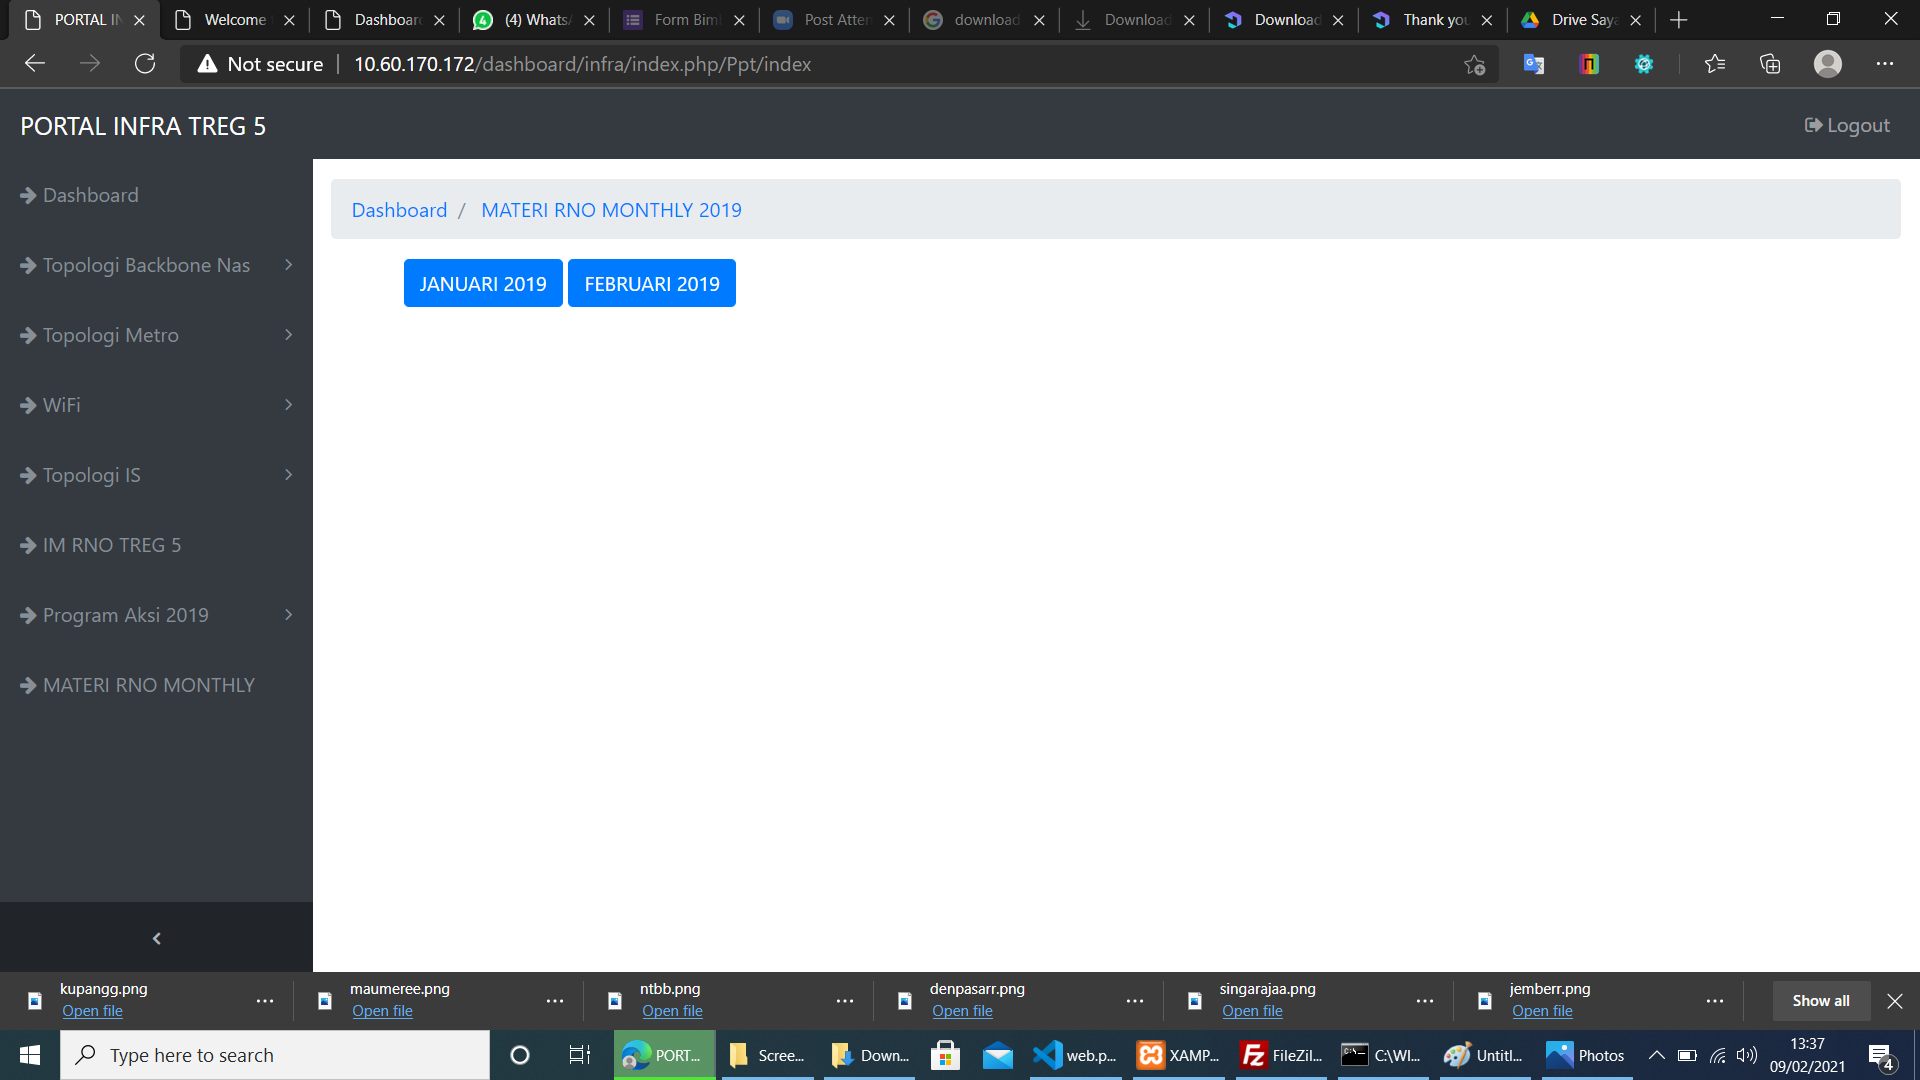 PORTAL IN
Welcome
Dashboar
(4) Whats
Form Bim
Post Atten
download
Download
Download
Thank you
Drive Saya
Not secure
10.60.170.172/dashboard/infra/index.php/Ppt/index
PORTAL INFRA TREG 5
Logout
Dashboard
Topologi Backbone Nas
Topologi Metro
WiFi
Topologi IS
IM RNO TREG 5
Program Aksi 2019
MATERI RNO MONTHLY
Dashboard / MATERI RNO MONTHLY 2019
JANUARI 2019
FEBRUARI 2019
kupangg.png
Open file
maumeree.png
Open file
ntbb.png
Open file
denpasarr.png
Open file
singarajaa.png
Open file
jemberr.png
Open file
Show all
Type here to search
PORT...
Scree...
Down...
web.p...
XAMP...
FileZil...
C:\WI...
Untitl...
Photos
13:37
09/02/2021
4